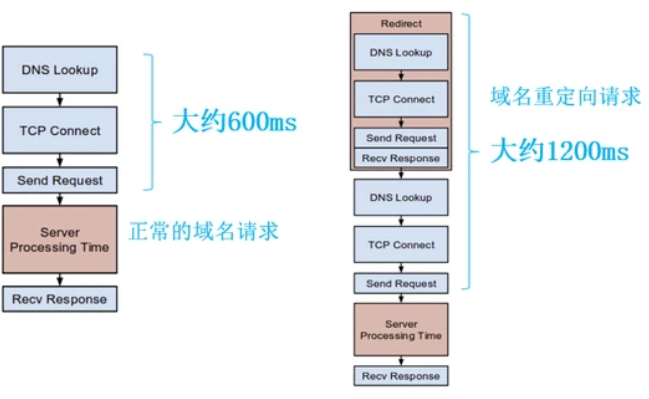 DNS Lookup
TCP Connect
Send Request
Server
Processing Time
Recv Response
大约600ms
正常的域名请求
Redirect
DNS Lookup
TCP Connect
Send Request
Recv Response
DNS Lookup
TCP Connect
Send Request
Server
Processing Time
Recv Response
域名重定向请求
大约1200ms